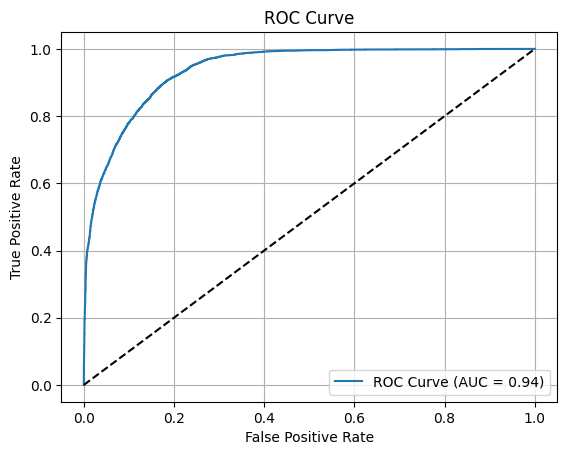 ROC Curve
True Positive Rate
1.0
0.8
0.6
0.4
0.2
0.0
ROC Curve (AUC = 0.94)
0.0 0.2 0.4 0.6 0.8 1.0
False Positive Rate